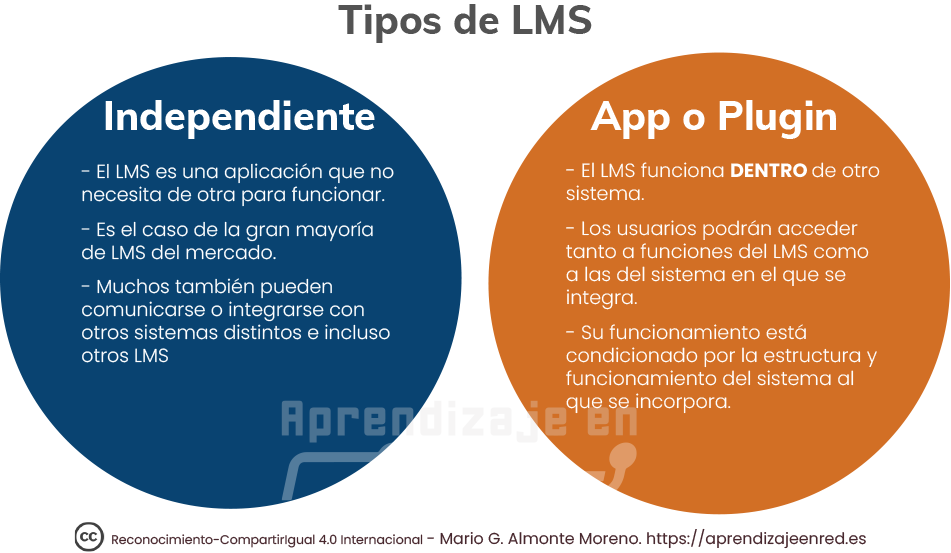 Tipos de LMS
Independiente
- El LMS es una aplicación que no
necesita de otra para funcionar.
- Es el caso de la gran mayoría
de LMS del mercado.
- Muchos también pueden
comunicarse o integrarse con
otros sistemas distintos e incluso
otros LMS
App o Plugin
- El LMS funciona DENTRO de otro
sistema.
- Los usuarios podrán acceder
tanto a funciones del LMS como
a las del sistema en el que se
integra.
- Su funcionamiento está
condicionado por la estructura y
funcionamiento del sistema al
que se incorpora.
Aprendizaje en
cc Reconocimiento-CompartirIgual 4.0 Internacional - Mario G. Almonte Moreno. https://aprendizajeenred.es